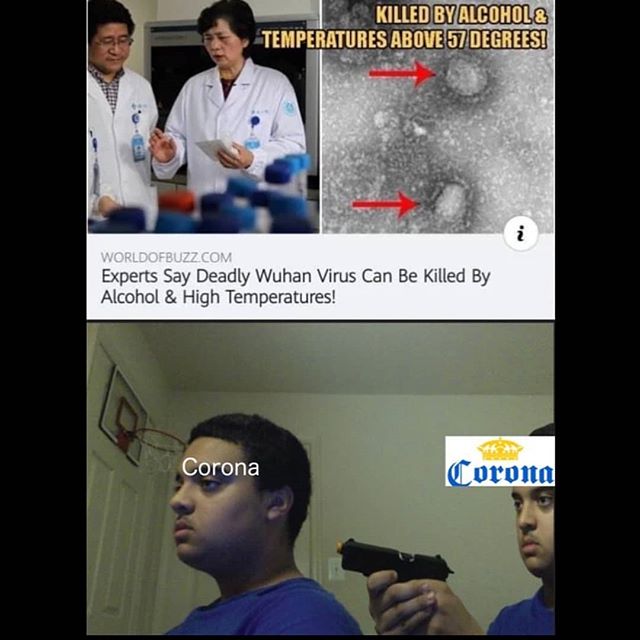 KILLED BY ALCOHOL &
TEMPERATURES ABOVE 57 DEGREES!
i
WORLDOFBUZZ.COM
Experts Say Deadly Wuhan Virus Can Be Killed By
Alcohol & High Temperatures!
Corona
Corona